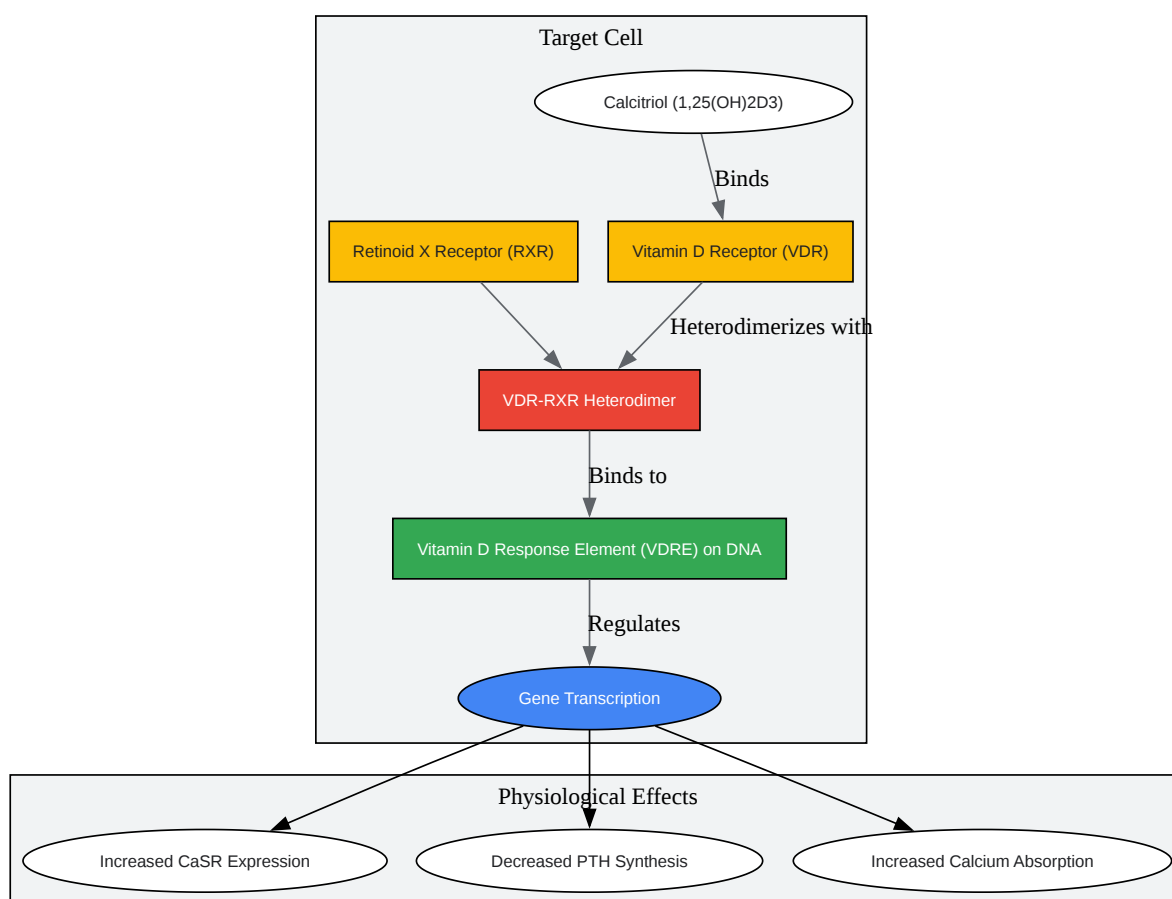 Target Cell
Calcitriol (1,25(OH)2D3)
Binds
Retinoid X Receptor (RXR)
Vitamin D Receptor (VDR)
Heterodimerizes with
VDR-RXR Heterodimer
Binds to
Vitamin D Response Element (VDRE) on DNA
Regulates
Gene Transcription
Physiological Effects
Increased CaSR Expression
Decreased PTH Synthesis
Increased Calcium Absorption